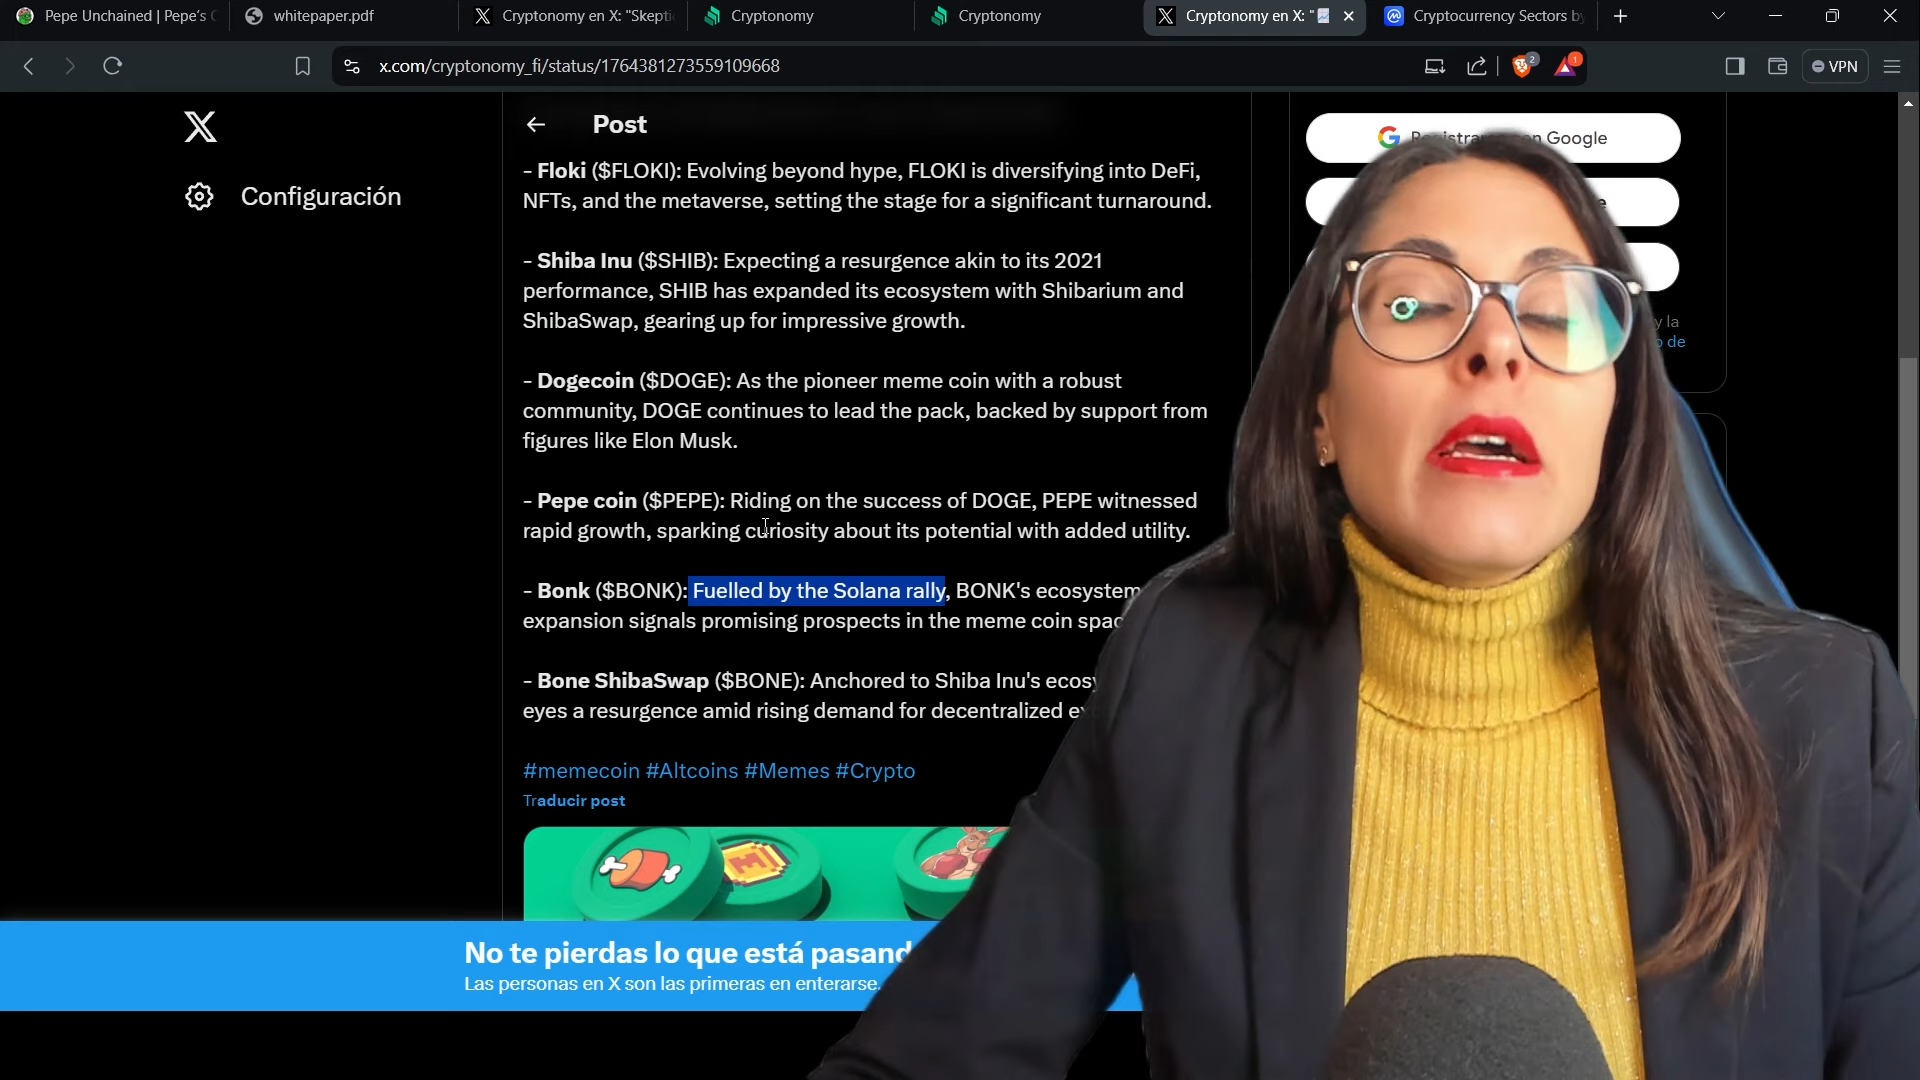 Pepe Unchained | Pepe's
whitepaper.pdf
Cryptonomy en X: "Skepti
Cryptonomy
Cryptonomy
Cryptonomy en X: "
Cryptocurrency Sectors by
x.com/cryptonomy_fi/status/1764381273559109668
2
1
VPN
Configuración
Post
- Floki ($FLOKI): Evolving beyond hype, FLOKI is diversifying into DeFi,
NFTs, and the metaverse, setting the stage for a significant turnaround.
- Shiba Inu ($SHIB): Expecting a resurgence akin to its 2021
performance, SHIB has expanded its ecosystem with Shibarium and
ShibaSwap, gearing up for impressive growth.
- Dogecoin ($DOGE): As the pioneer meme coin with a robust
community, DOGE continues to lead the pack, backed by support from
figures like Elon Musk.
- Pepe coin ($PEPE): Riding on the success of DOGE, PEPE witnessed
rapid growth, sparking curiosity about its potential with added utility.
- Bonk ($BONK): Fuelled by the Solana rally, BONK's ecosystem
expansion signals promising prospects in the meme coin spac
- Bone ShibaSwap ($BONE): Anchored to Shiba Inu's ecosy
eyes a resurgence amid rising demand for decentralized
#memecoin #Altcoins #Memes #Crypto
Traducir post
Google
y la
de
No te pierdas lo que está pasand
Las personas en X son las primeras en enterarse.